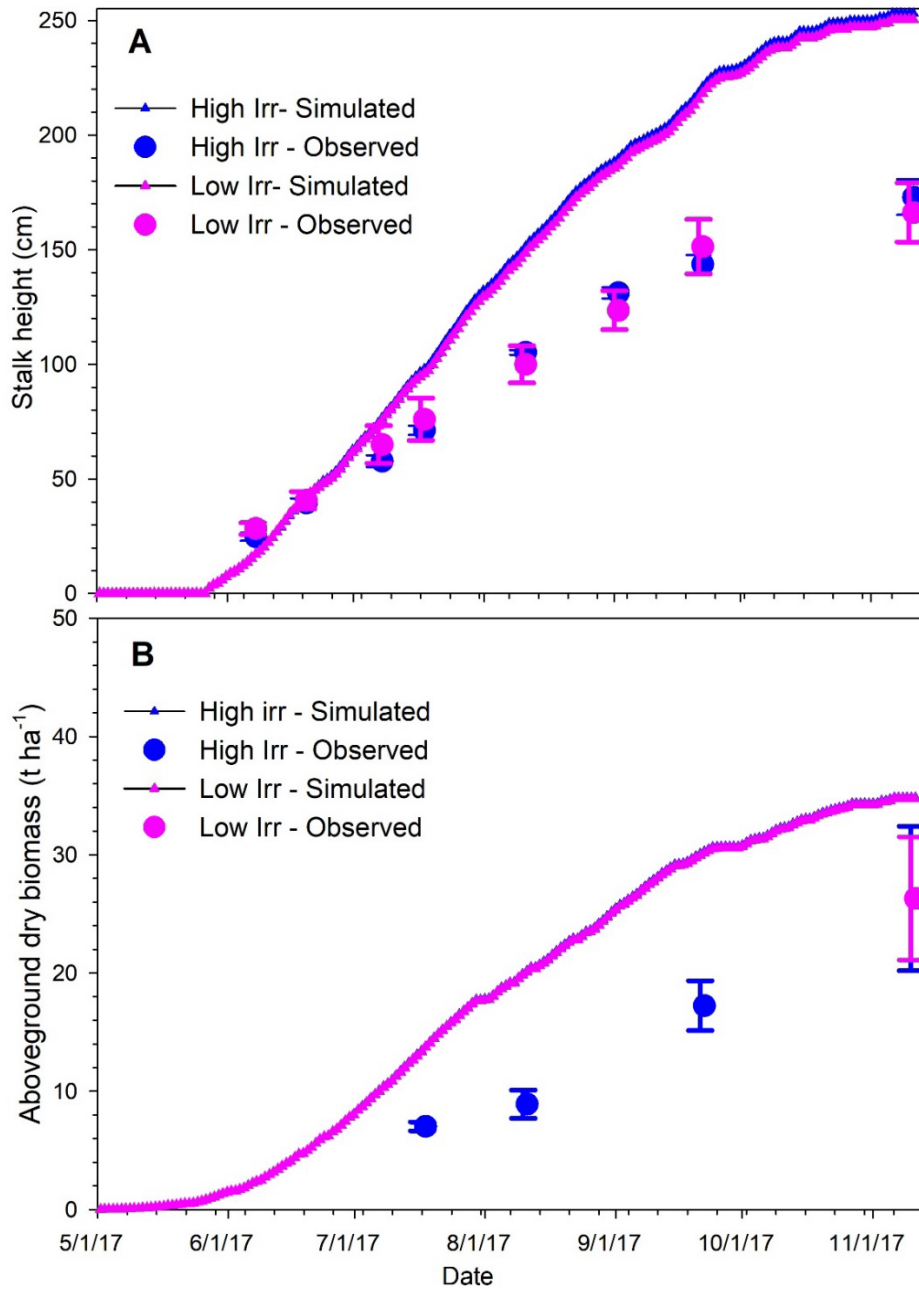 250
200
150
100
50
0
Stalk height (cm)
A
High Irr- Simulated
High Irr - Observed
Low Irr- Simulated
Low Irr - Observed
50
40
30
20
10
0
Aboveground dry biomass (t ha⁻¹)
B
High irr - Simulated
High Irr - Observed
Low Irr - Simulated
Low Irr - Observed
5/1/17 6/1/17 7/1/17 8/1/17 9/1/17 10/1/17 11/1/17
Date